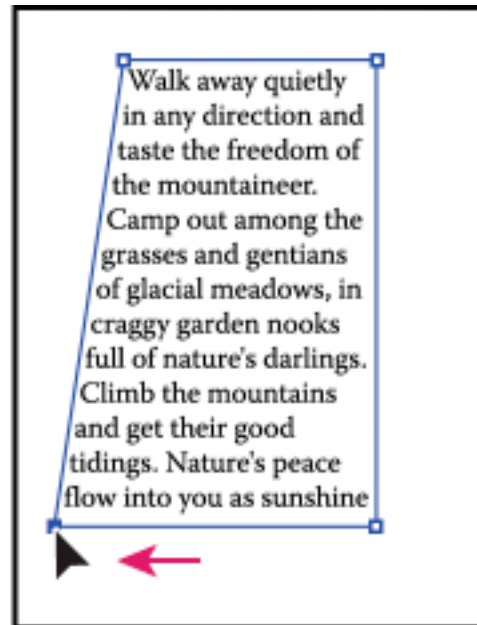 Walk away quietly
in any direction and
taste the freedom of
the mountaineer.
Camp out among the
grasses and gentians
of glacial meadows, in
craggy garden nooks
full of nature's darlings.
Climb the mountains
and get their good
tidings. Nature's peace
flow into you as sunshine